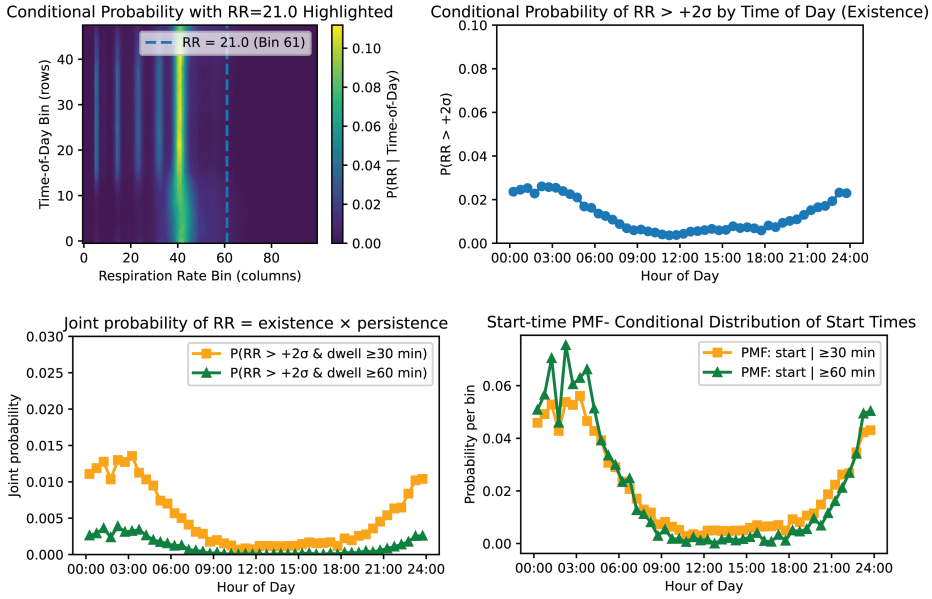 Conditional Probability with RR=21.0 Highlighted
RR = 21.0 (Bin 61)
40
30
20
10
0
Time-of-Day Bin (rows)
0 20 40 60 80
Respiration Rate Bin (columns)
0.10
0.08
0.06
0.04
0.02
0.00
P(RR | Time-of-Day)
Conditional Probability of RR > +2σ by Time of Day (Existence)
0.10
0.08
0.06
0.04
0.02
0.00
P(RR > +2σ)
00:00 03:00 06:00 09:00 12:00 15:00 18:00 21:00 24:00
Hour of Day
Joint probability of RR = existence × persistence
P(RR > +2σ & dwell ≥30 min)
P(RR > +2σ & dwell ≥60 min)
0.030
0.025
0.020
0.015
0.010
0.005
0.000
Joint probability
00:00 03:00 06:00 09:00 12:00 15:00 18:00 21:00 24:00
Hour of Day
Start-time PMF- Conditional Distribution of Start Times
PMF: start | ≥30 min
PMF: start | ≥60 min
0.06
0.04
0.02
0.00
Probability per bin
00:00 03:00 06:00 09:00 12:00 15:00 18:00 21:00 24:00
Hour of Day